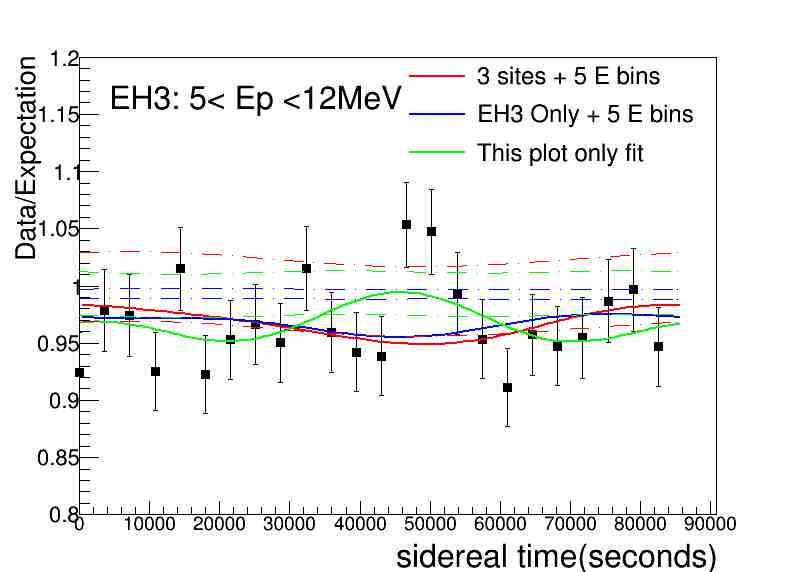 EH3: 5< Ep <12MeV
3 sites + 5 E bins
EH3 Only + 5 E bins
This plot only fit
Data/Expectation
1.2
1.15
1.1
1.05
1
0.95
0.9
0.85
0.8
0 10000 20000 30000 40000 50000 60000 70000 80000 90000
sidereal time(seconds)